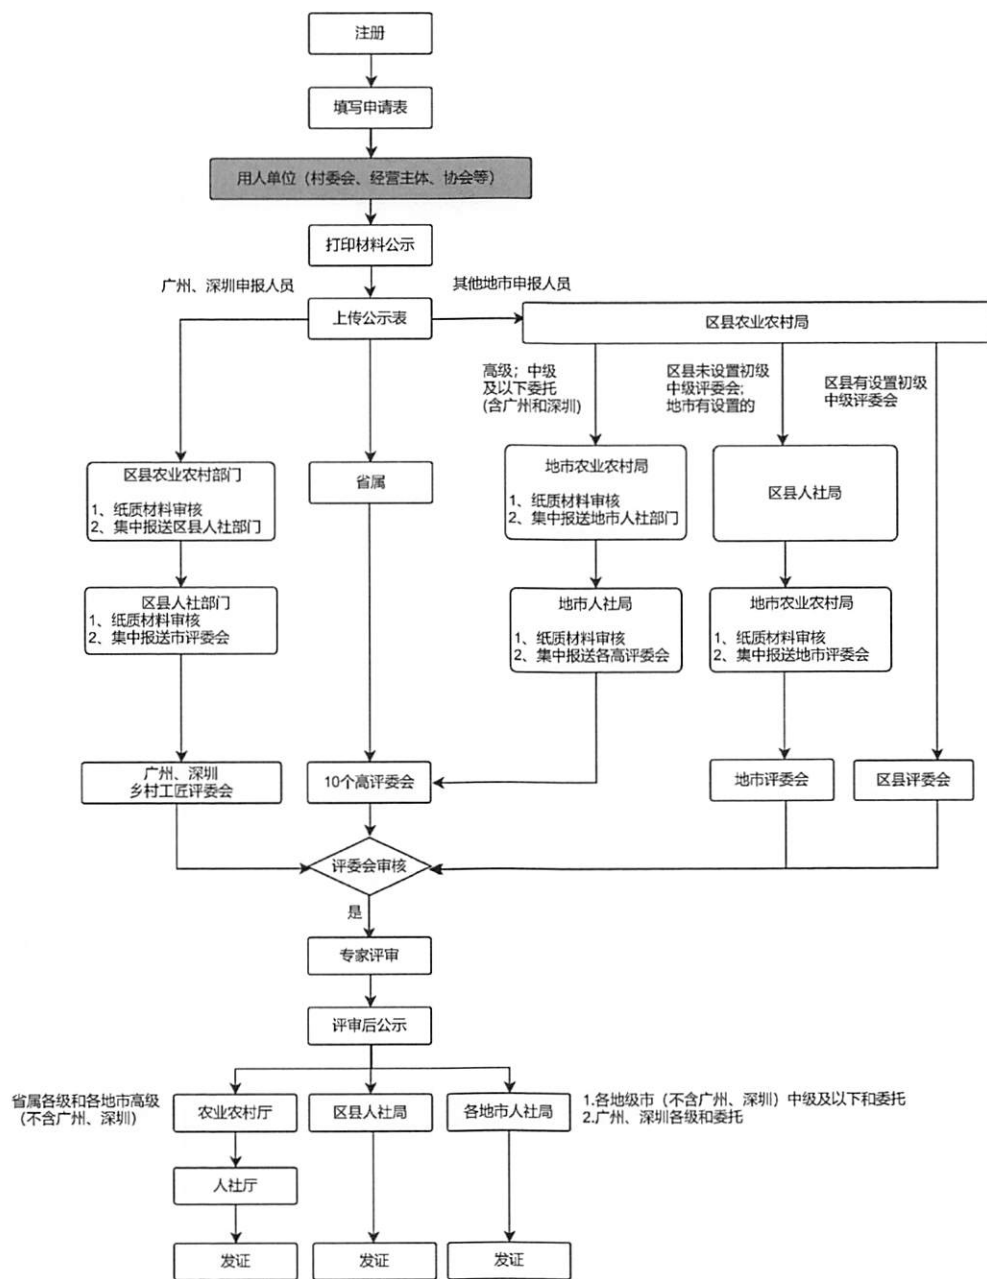 注册
填写申请表
用人单位（村委会、经营主体、协会等）
打印材料公示
广州、深圳申报人员
其他地市申报人员
上传公示表
区县农业农村局
高级；中级
及以下委托
(含广州和深圳)
区县未设置初级
中级评委会;
地市有设置的
区县有设置初级
中级评委会
区县农业农村部门
1、纸质材料审核
2、集中报送区县人社部门
省属
地市农业农村局
1、纸质材料审核
2、集中报送地市人社部门
区县人社局
区县人社部门
1、纸质材料审核
2、集中报送市评委会
地市人社局
1、纸质材料审核
2、集中报送各高评委会
地市农业农村局
1、纸质材料审核
2、集中报送地市评委会
广州、深圳
乡村工匠评委会
10个高评委会
地市评委会
区县评委会
评委会审核
是
专家评审
评审后公示
省属各级和各地市高级
（不含广州、深圳）
农业农村厅
区县人社局
各地市人社局
1.各地级市（不含广州、深圳）中级及以下和委托
2.广州、深圳各级和委托
人社厅
发证
发证
发证